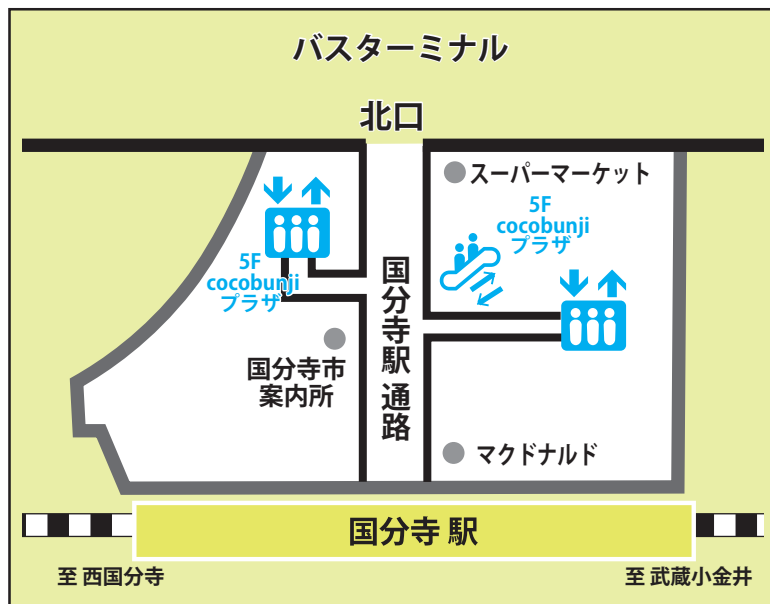 バスターミナル
北口
スーパーマーケット
5F
cocobunji
プラザ
5F
cocobunji
プラザ
国分寺駅 通路
国分寺市
案内所
マクドナルド
国分寺 駅
至 西国分寺
至 武蔵小金井